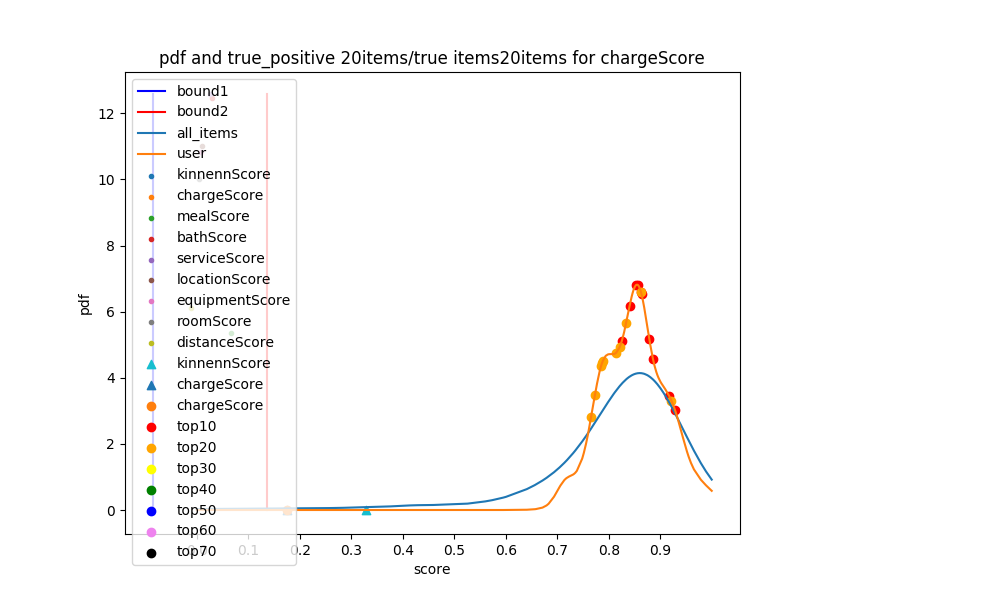 pdf and true_positive 20items/true items20items for chargeScore
bound1
bound2
all_items
user
kinnennScore
chargeScore
mealScore
bathScore
serviceScore
locationScore
equipmentScore
roomScore
distanceScore
kinnennScore
chargeScore
chargeScore
top10
top20
top30
top40
top50
top60
top70
12
10
8
6
4
2
0
pdf
0.0 0.1 0.2 0.3 0.4 0.5 0.6 0.7 0.8 0.9
score